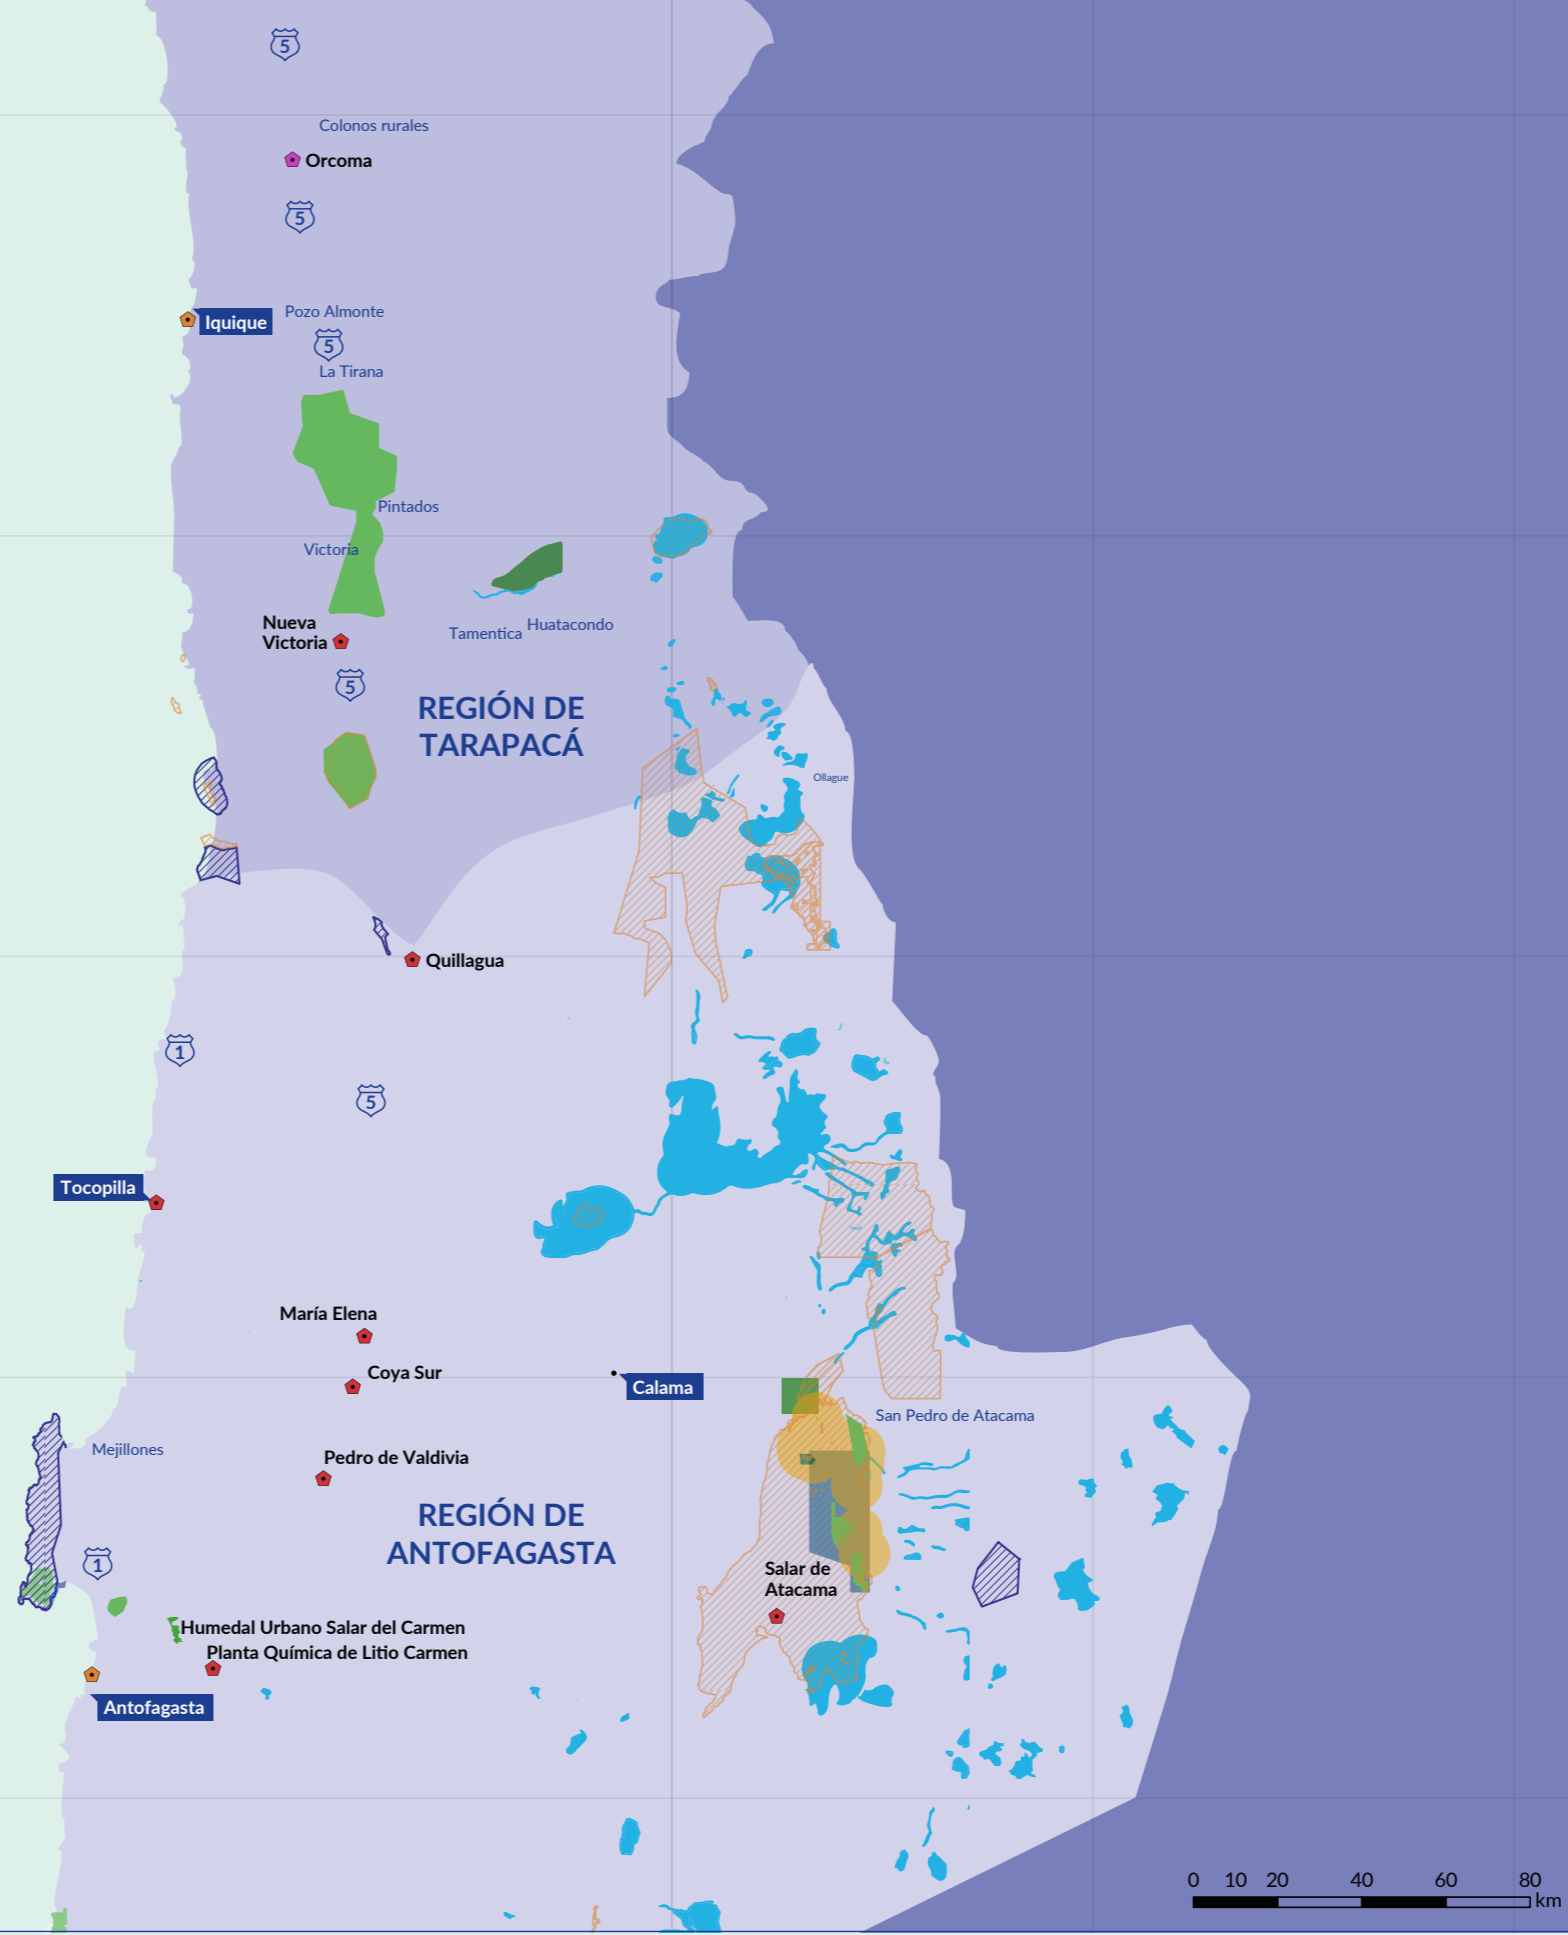 5
Colonos rurales
Orcoma
5
Iquique
Pozo Almonte
5
La Tirana
Pintados
Victoria
Nueva
Victoria
Tamentica
Huatacondo
5
REGIÓN DE
TARAPACÁ
Ollague
Quillagua
1
5
Tocopilla
María Elena
Coya Sur
Calama
San Pedro de Atacama
Mejillones
Pedro de Valdivia
REGIÓN DE
ANTOFAGASTA
1
Salar de
Atacama
Humedal Urbano Salar del Carmen
Planta Química de Litio Carmen
Antofagasta
0 10 20 40 60 80
km